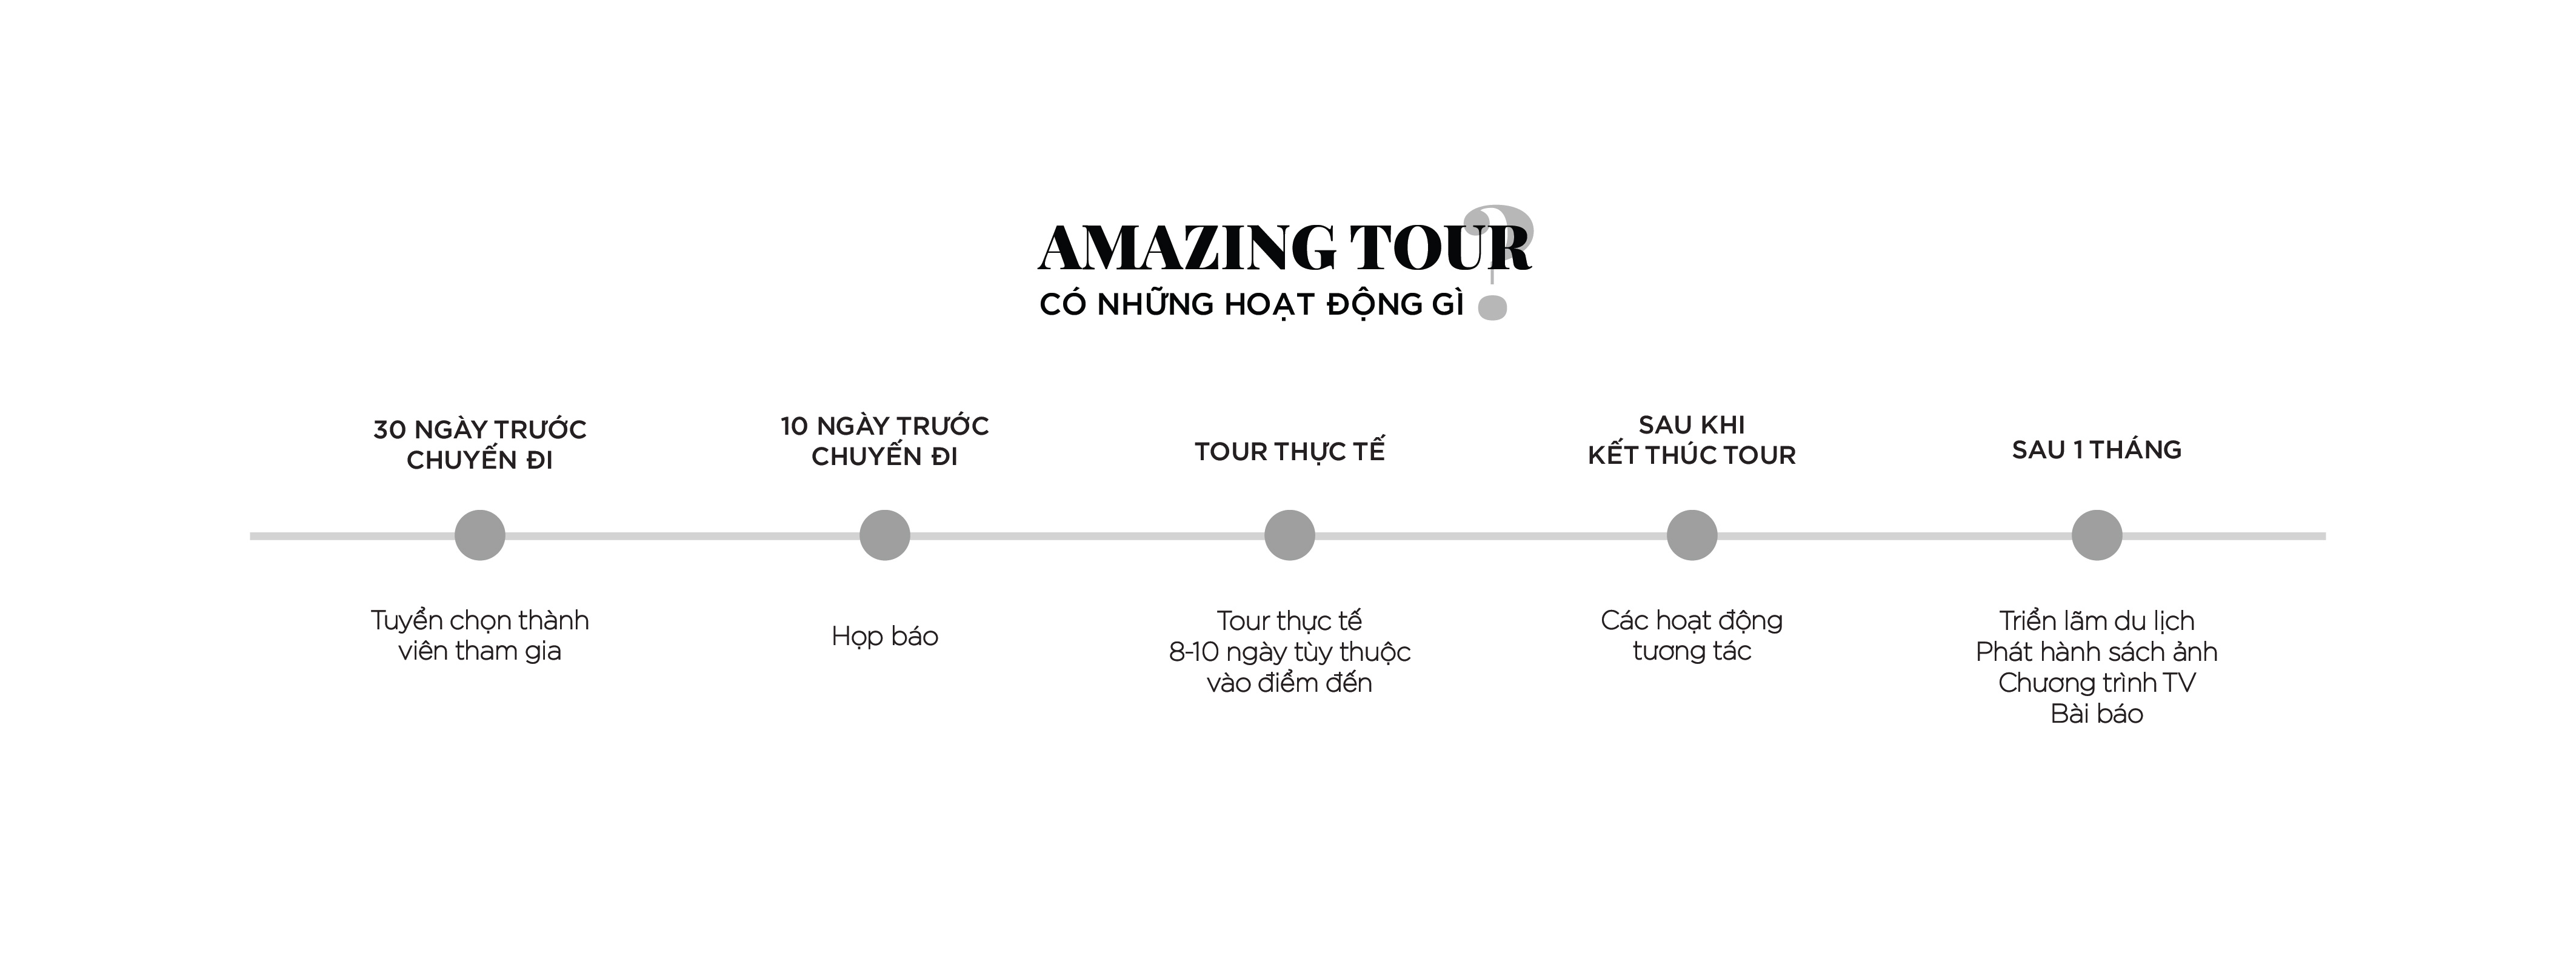 AMAZING TOUR
CÓ NHỮNG HOẠT ĐỘNG GÌ ?
30 NGÀY TRƯỚC
CHUYẾN ĐI
Tuyển chọn thành
viên tham gia
10 NGÀY TRƯỚC
CHUYẾN ĐI
Họp báo
TOUR THỰC TẾ
Tour thực tế
8-10 ngày tùy thuộc
vào điểm đến
SAU KHI
KẾT THÚC TOUR
Các hoạt động
tương tác
SAU 1 THÁNG
Triển lãm du lịch
Phát hành sách ảnh
Chương trình TV
Bài báo